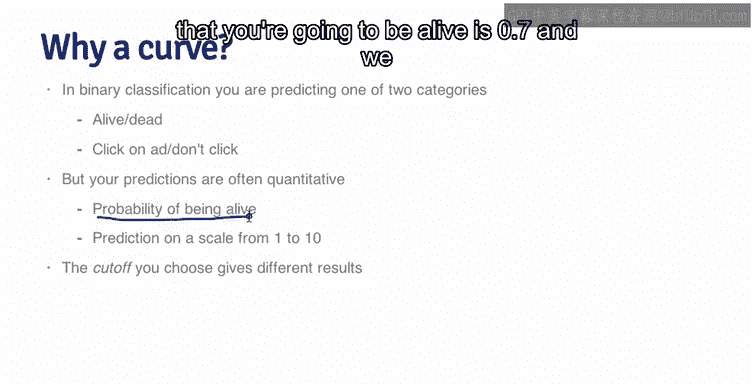 that you're going to be alive is 0.7 and
we
Why a curve?
· In binary classification you are predicting one of two categories
- Alive/dead
- Click on ad/don't click
· But your predictions are often quantitative
- Probability of being alive
- Prediction on a scale from 1 to 10
· The cutoff you choose gives different results